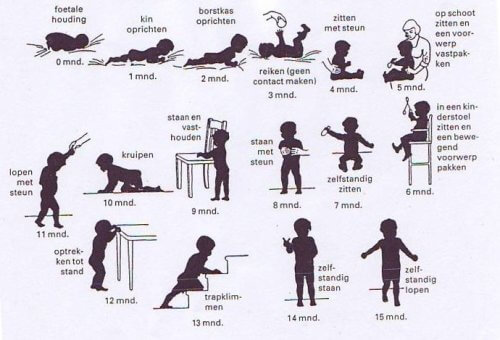 foetale
houding
0 mnd.
kin
oprichten
1 mnd.
borstkas
oprichten
2 mnd.
reiken (geen
contact maken)
3 mnd.
zitten
met steun
4 mnd.
op schoot
zitten en
een voor-
werp
vastpak-
ken
5 mnd.
in een kin-
derstoel
zitten en
een bewe-
gend
voorwerp
pakken
6 mnd.
zelfstandig
zitten
7 mnd.
staan
met
steun
8 mnd.
staan en
vast-
houden
9 mnd.
kruipen
10 mnd.
lopen
met
steun
11 mnd.
optrek-
ken tot
stand
12 mnd.
trapklim-
men
13 mnd.
zelf-
standig
staan
14 mnd.
zelf-
standig
lopen
15 mnd.